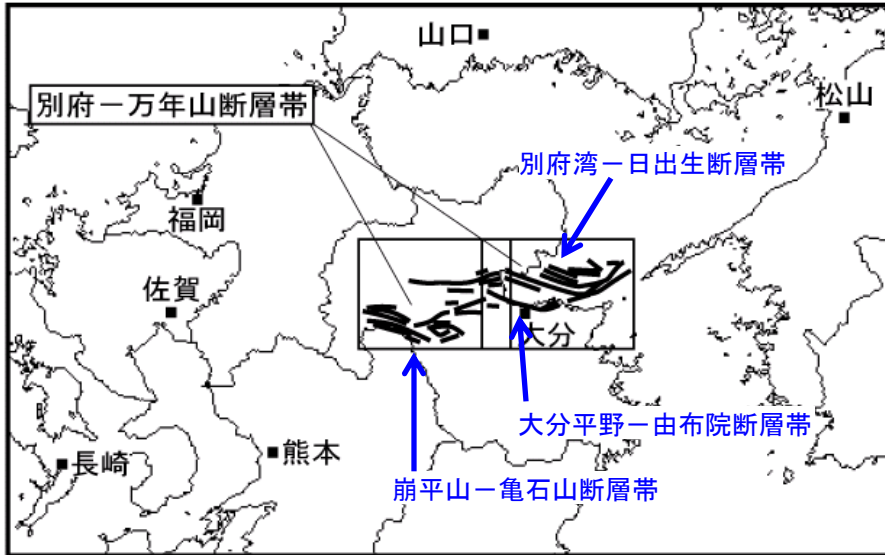 山口
別府－万年山断層帯
松山
別府湾－日出生断層帯
福岡
佐賀
大分
大分平野－由布院断層帯
熊本
長崎
崩平山－亀石山断層帯